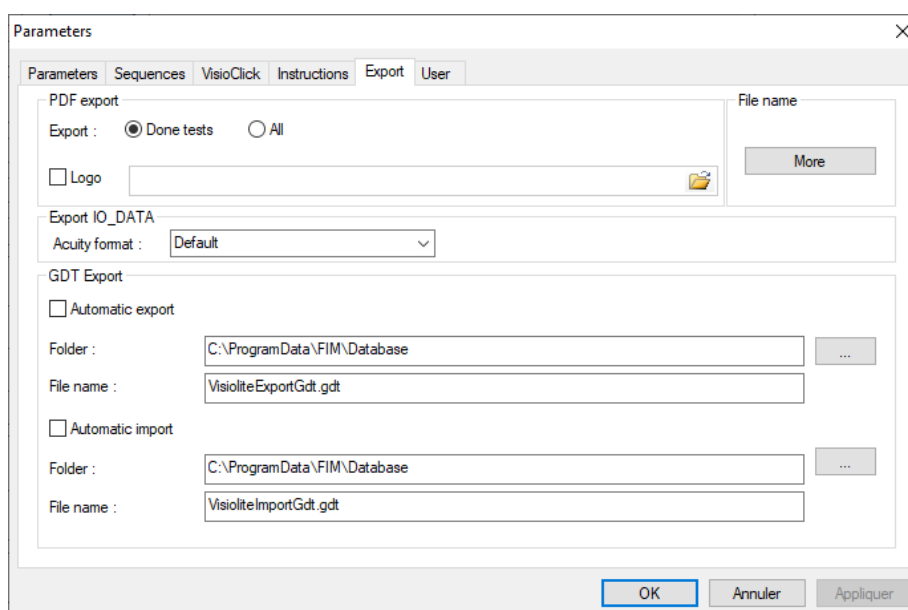 Parameters
Parameters Sequences VisioClick Instructions Export User
PDF export
Export : Done tests All
Logo
File name
More
Export IO_DATA
Acuity format : Default
GDT Export
Automatic export
Folder : C:\ProgramData\FIM\Database ...
File name : VisioliteExportGdt.gdt
Automatic import
Folder : C:\ProgramData\FIM\Database ...
File name : VisioliteImportGdt.gdt
OK Annuler Appliquer